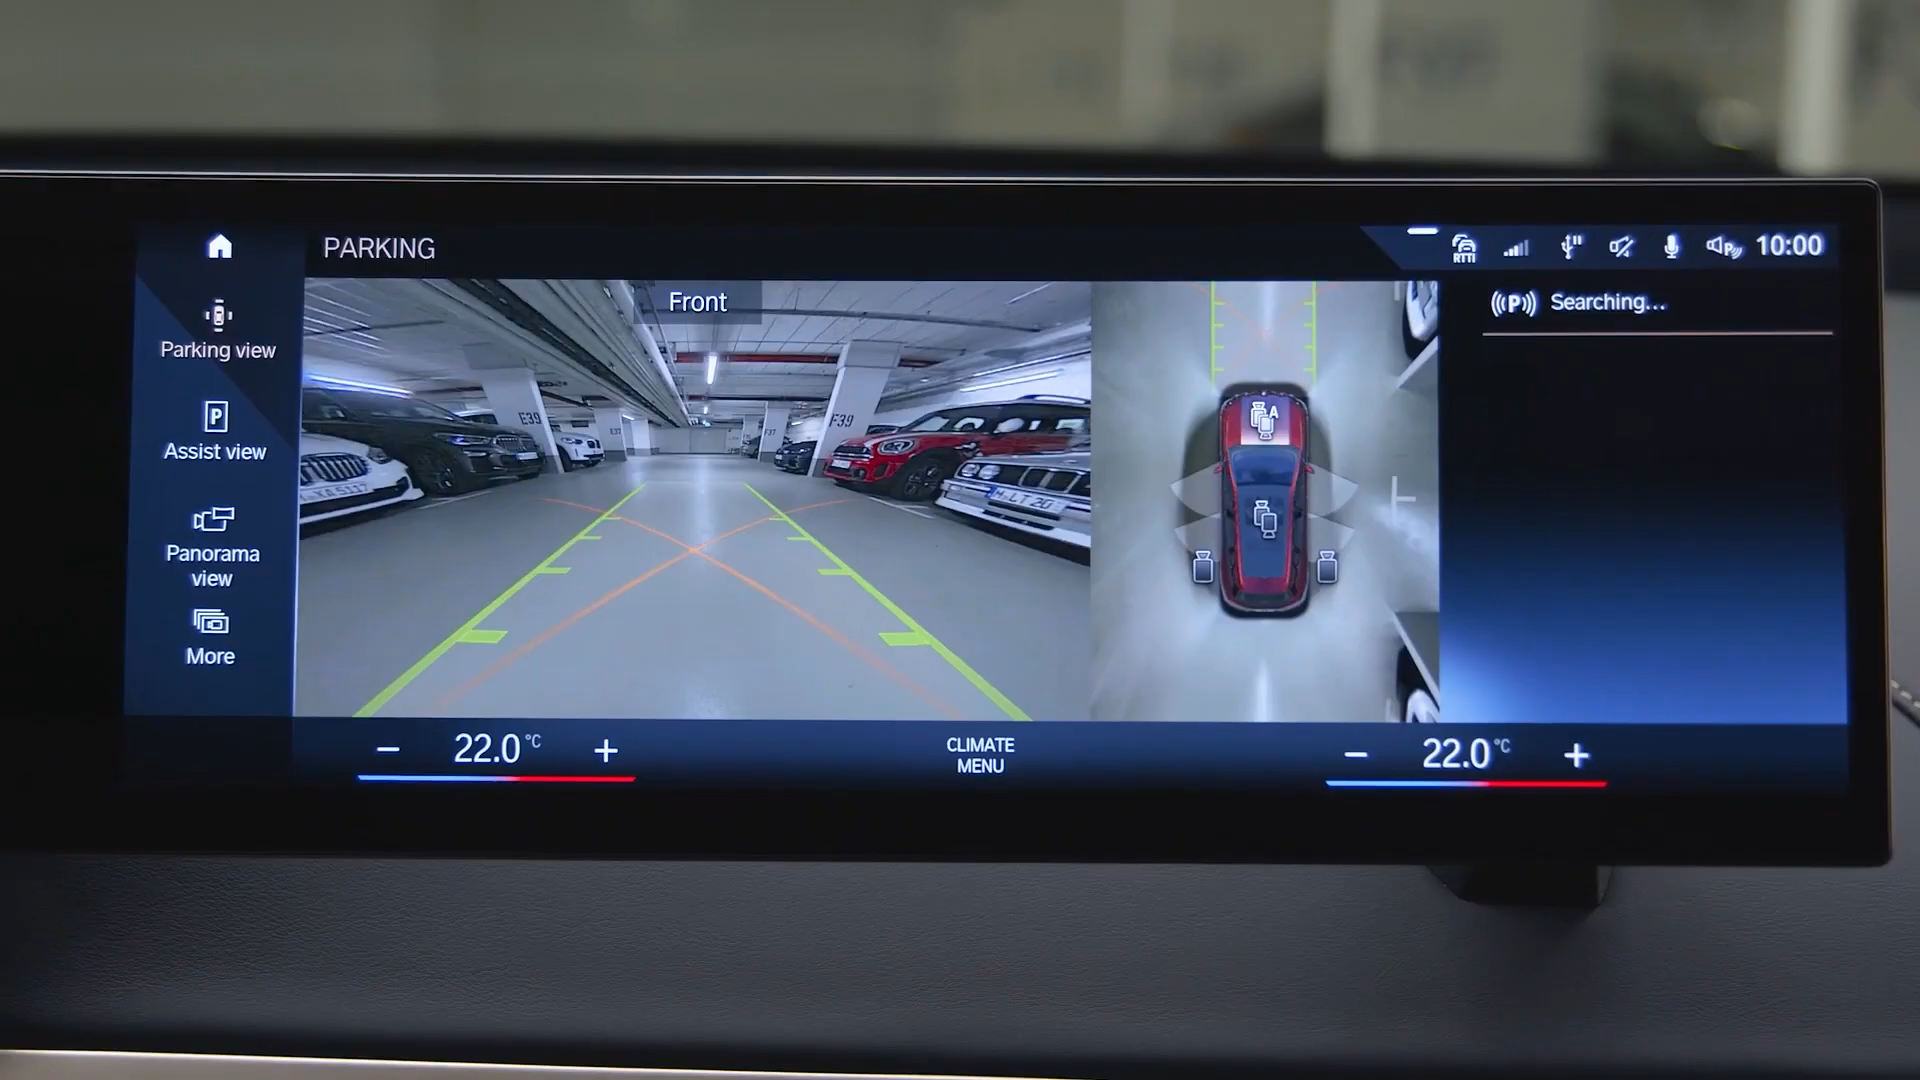 PARKING
RTTI
10:00
Parking view
P
Assist view
Panorama
view
More
Front
E39
F39
F37
A
((P)) Searching...
− 22.0 °C +
CLIMATE
MENU
− 22.0 °C +